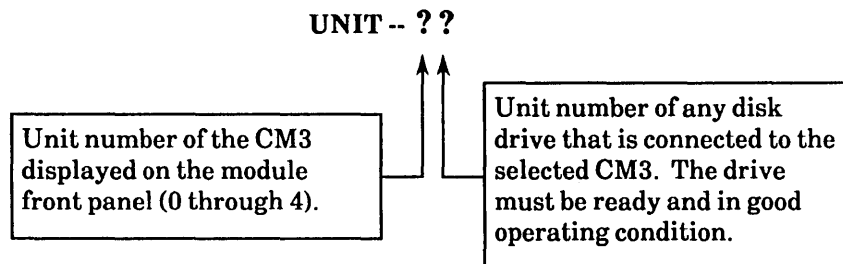 UNIT -- ? ?
Unit number of the CM3
displayed on the module
front panel (0 through 4).
Unit number of any disk
drive that is connected to the
selected CM3. The drive
must be ready and in good
operating condition.